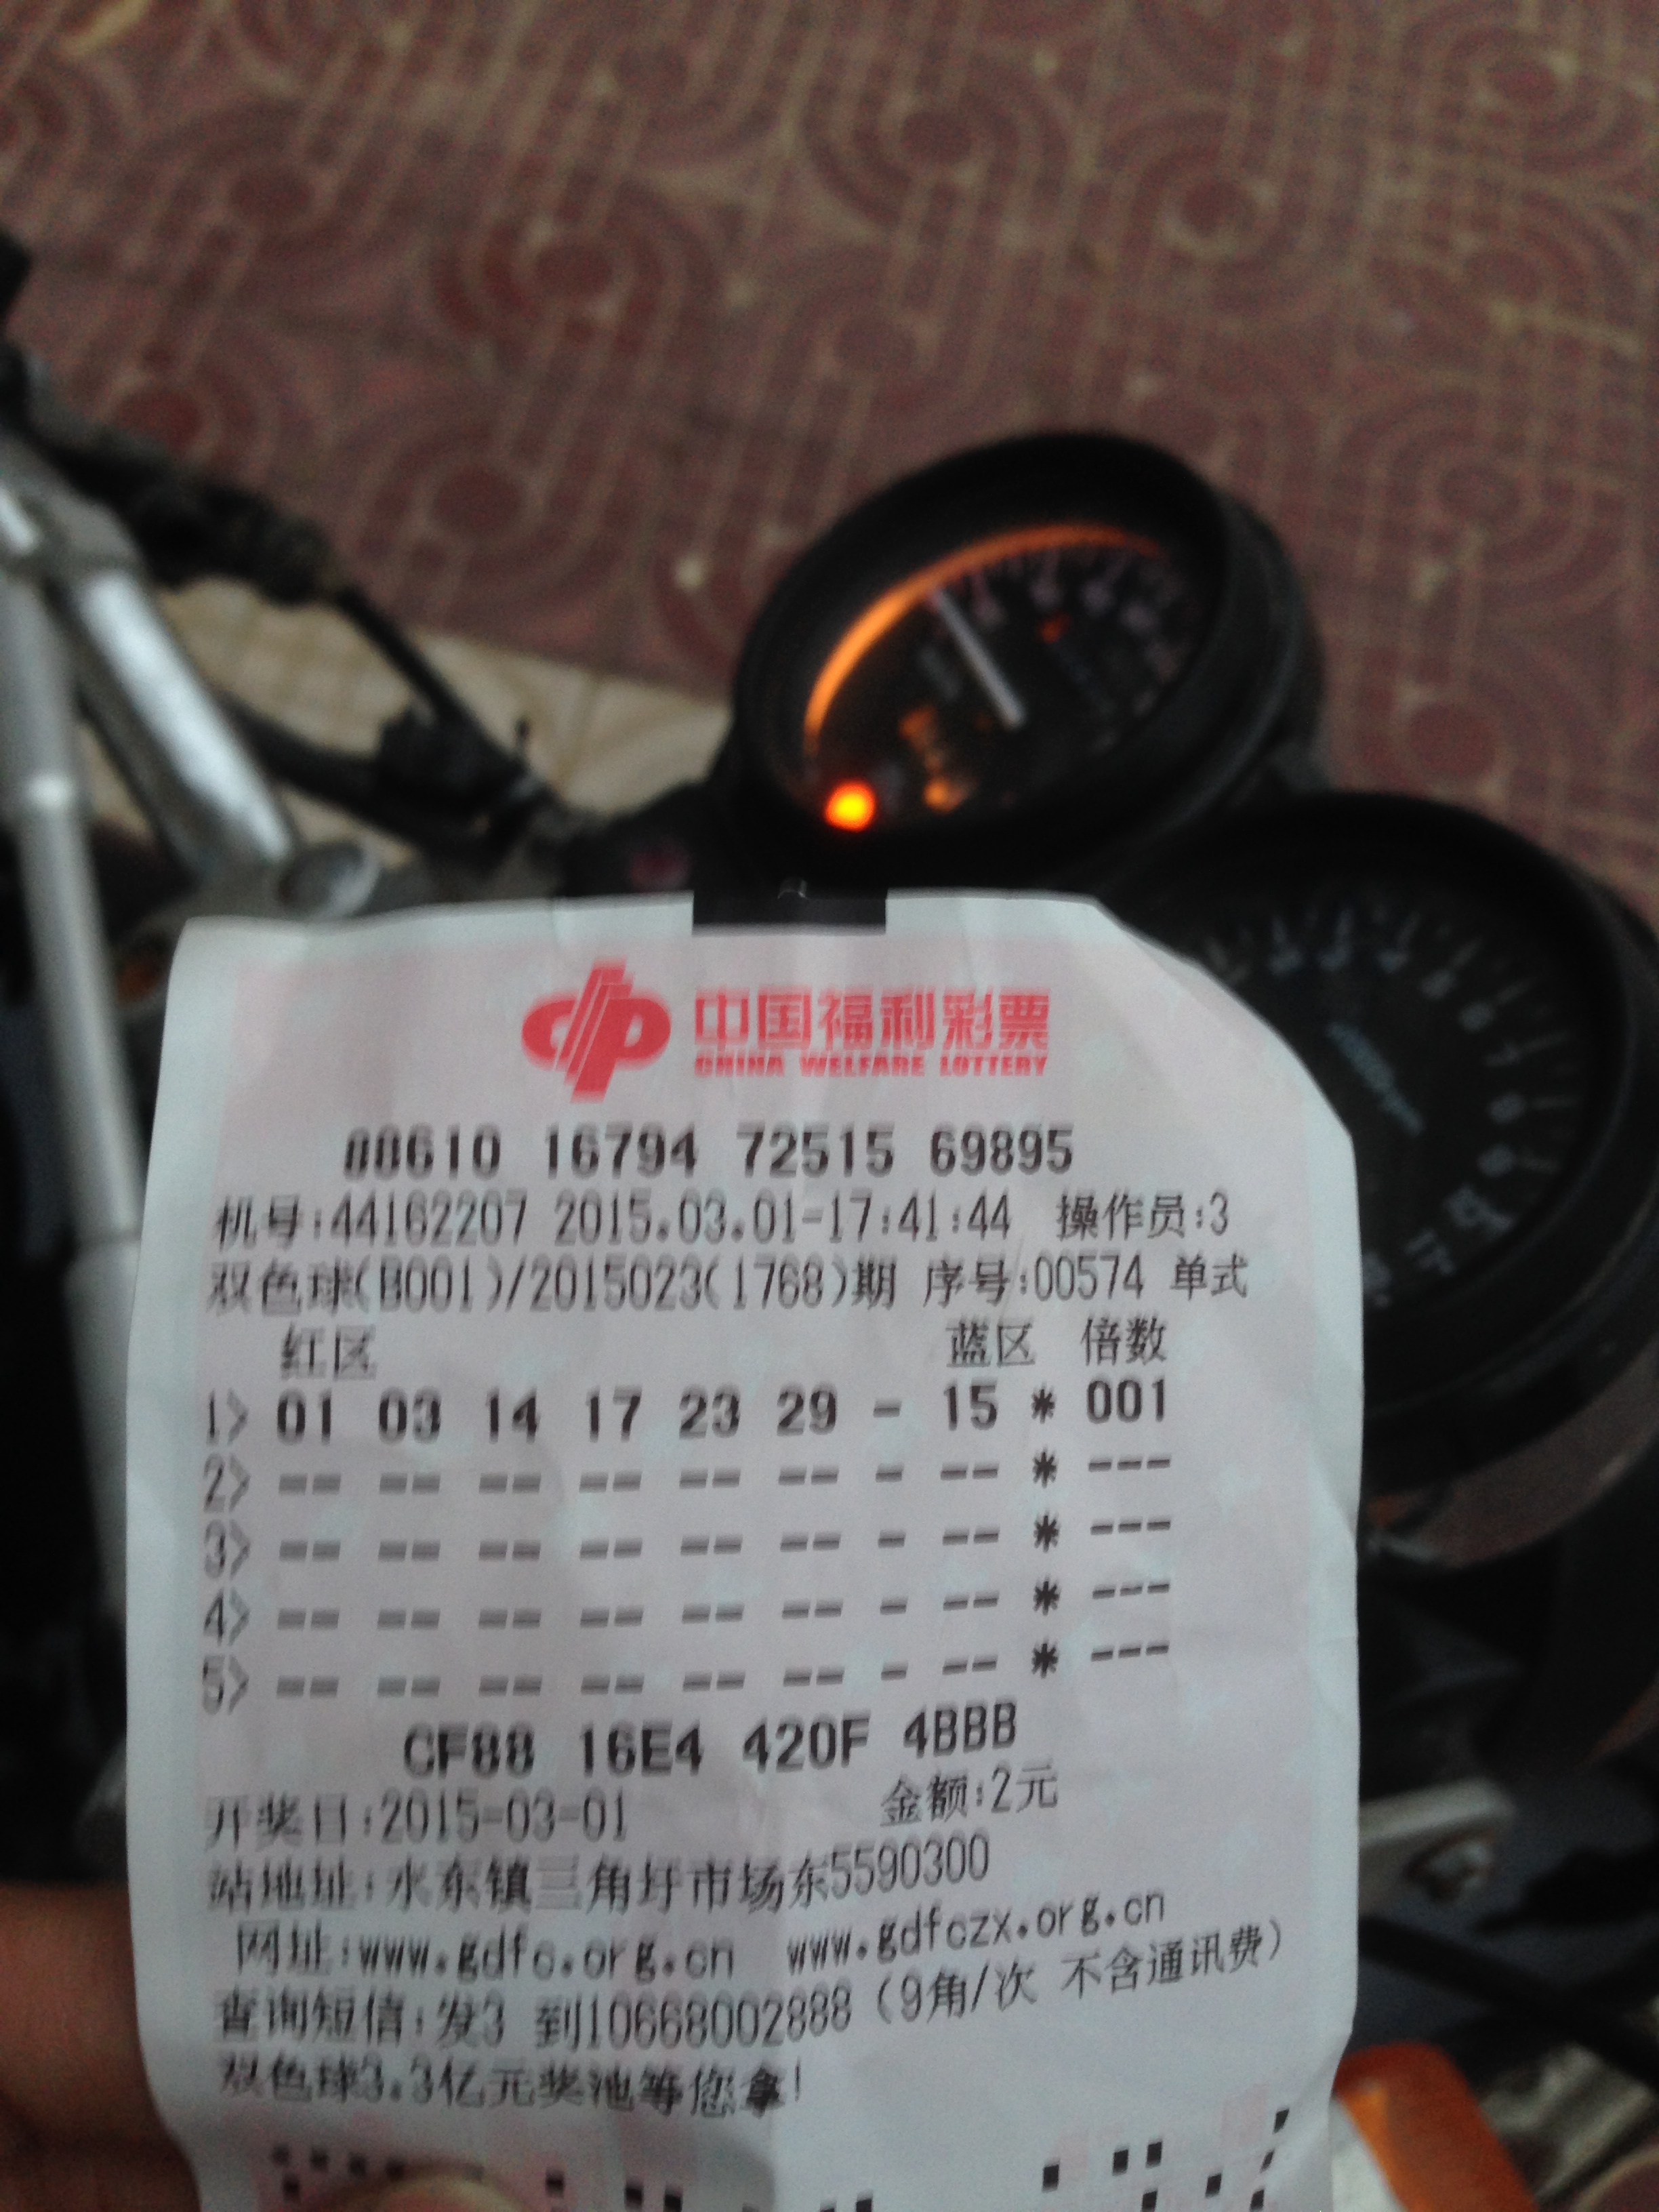 中国福利彩票
CHINA WELFARE LOTTERY
88610 16794 72515 69895
机号:44162207 2015.03.01-17:41:44 操作员:3
双色球(B001)/2015023(1768)期 序号:00574 单式
红区 蓝区 倍数
1> 01 03 14 17 23 29 - 15 * 001
2> -- -- -- -- -- -- - -- * ---
3> -- -- -- -- -- -- - -- * ---
4> -- -- -- -- -- -- - -- * ---
5> -- -- -- -- -- -- - -- * ---
CF88 16E4 420F 4BBB
开奖日:2015-03-01 金额:2元
站地址:水东镇三角圩市场东5590300
网址:www.gdfc.org.cn www.gdfczx.org.cn
查询短信:发3 到10668002888(9角/次 不含通讯费)
双色球3.3亿元奖池等您拿!